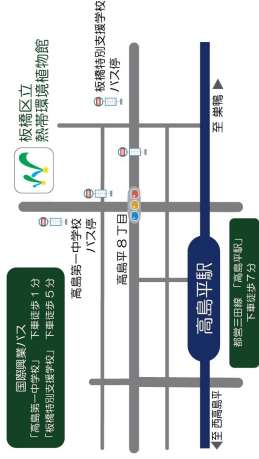 国際興業バス
「高島第一中学校」 下車徒歩1分
「板橋特別支援学校」 下車徒歩5分
板橋区立
熱帯環境植物館
高島第一中学校
バス停
板橋特別支援学校
バス停
高島平8丁目
至 西高島平
高島平駅
至 巣鴨
都営三田線 「高島平駅」
下車徒歩7分